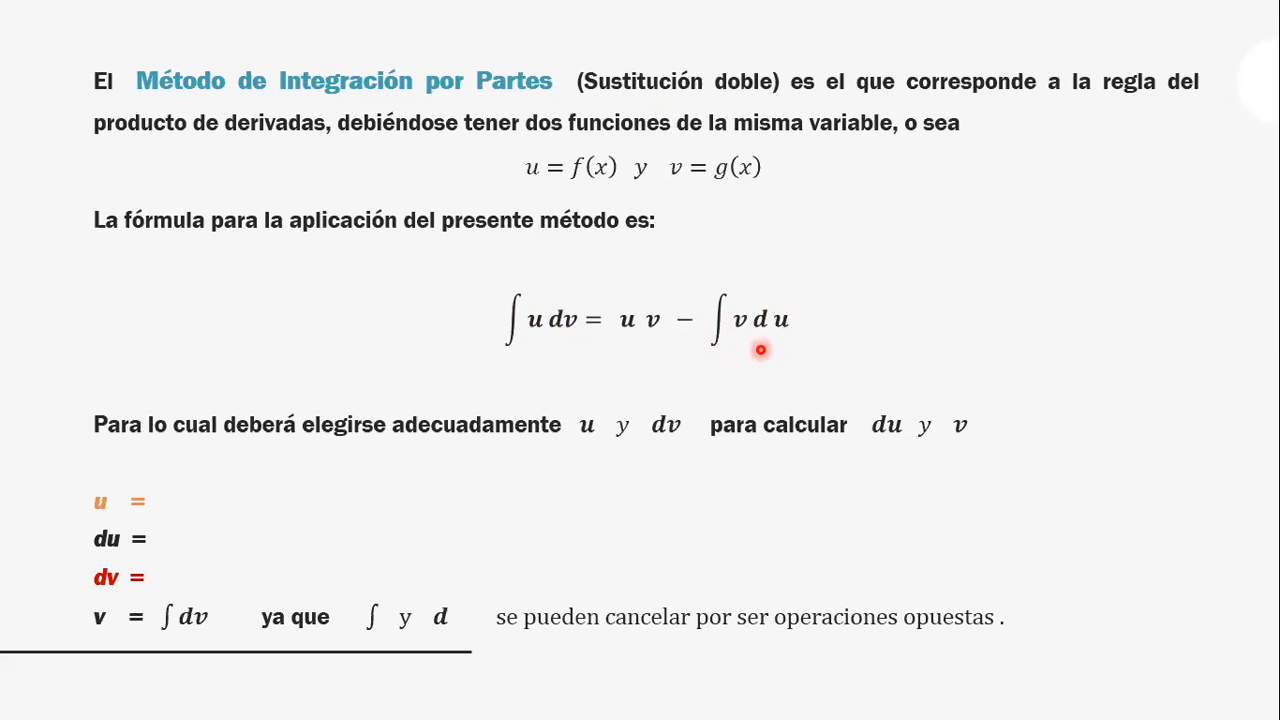 El Método de Integración por Partes (Sustitución doble) es el que corresponde a la regla del
producto de derivadas, debiéndose tener dos funciones de la misma variable, o sea
u = f(x) y v = g(x)
La fórmula para la aplicación del presente método es:
∫ u dv = u v − ∫ v d u
Para lo cual deberá elegirse adecuadamente u y dv para calcular du y v
u =
du =
dv =
v = ∫ dv ya que ∫ y d se pueden cancelar por ser operaciones opuestas .